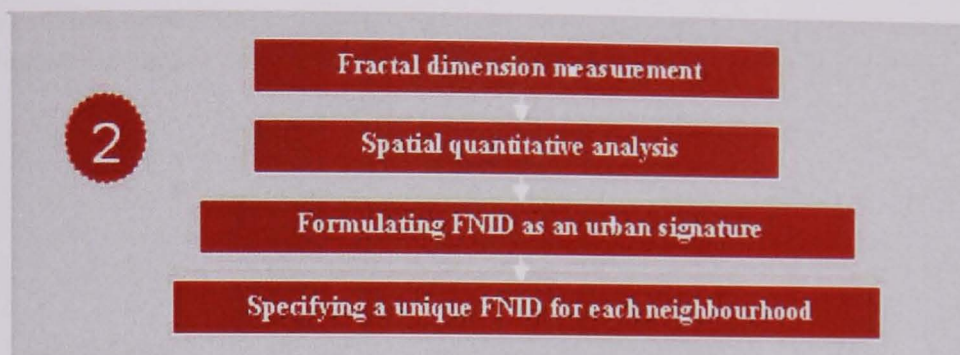 2
Fractal dimension measurement
Spatial quantitative analysis
Formulating FNID as an urban signature
Specifying a unique FNID for each neighbourhood